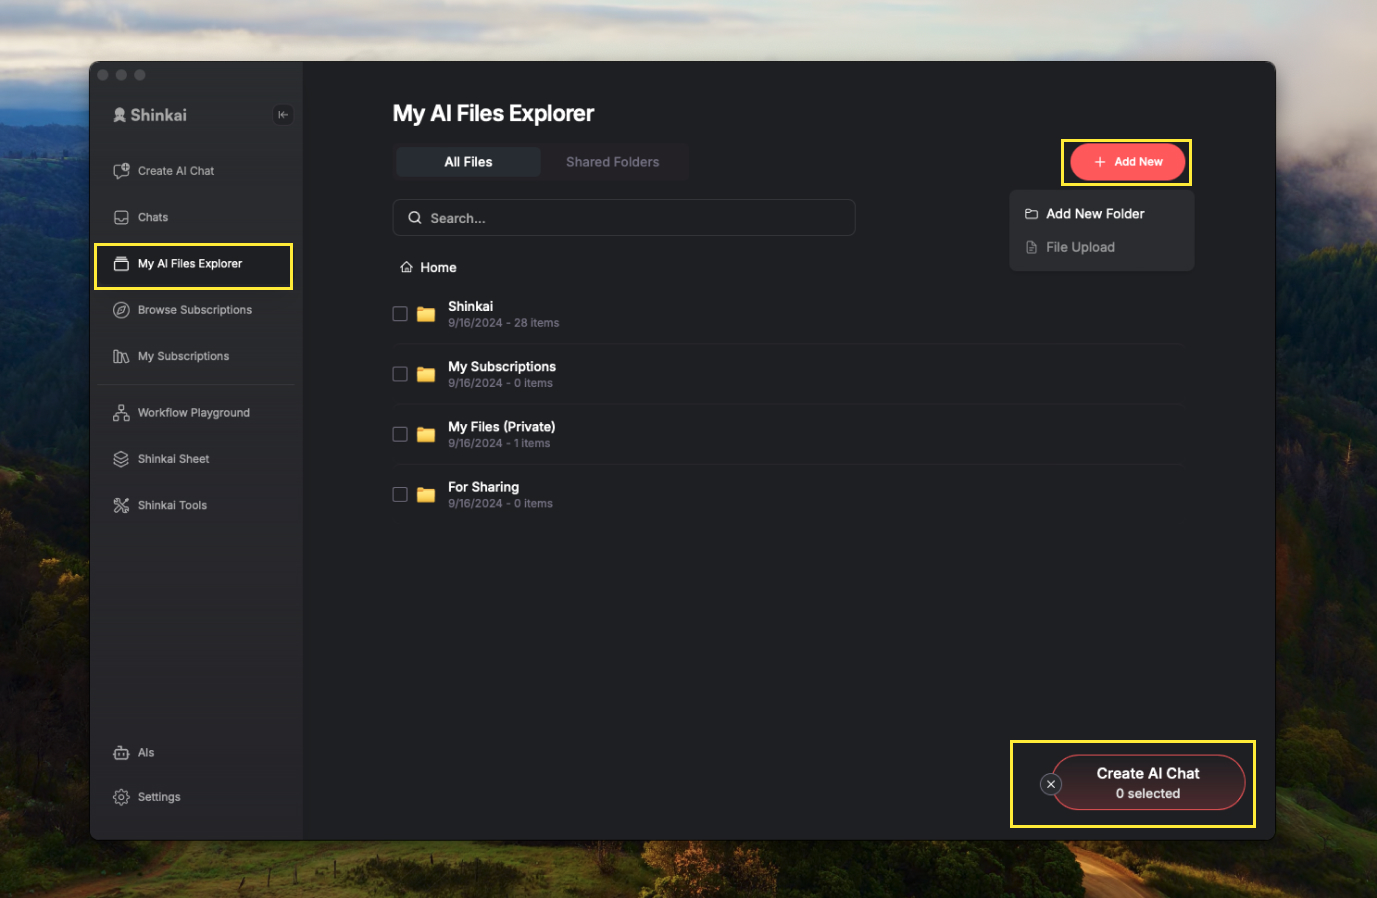 Shinkai
Create AI Chat
Chats
My AI Files Explorer
Browse Subscriptions
My Subscriptions
Workflow Playground
Shinkai Sheet
Shinkai Tools
AIs
Settings
My AI Files Explorer
All Files
Shared Folders
Add New
Add New Folder
File Upload
Search...
Home
Shinkai
9/16/2024 - 28 items
My Subscriptions
9/16/2024 - 0 items
My Files (Private)
9/16/2024 - 1 items
For Sharing
9/16/2024 - 0 items
Create AI Chat
0 selected